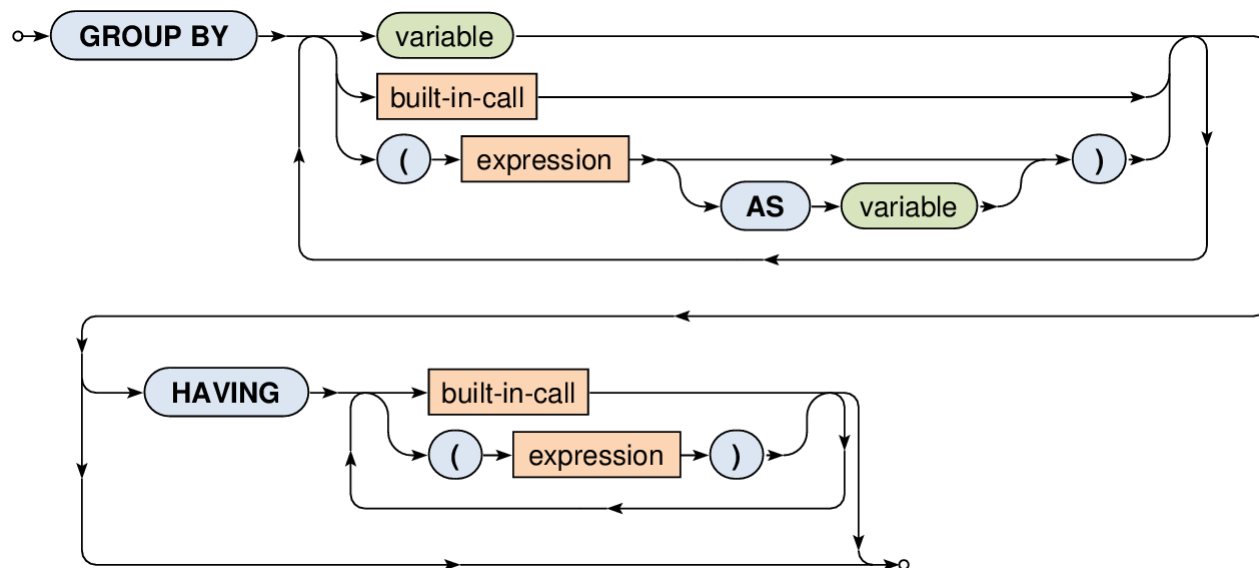 GROUP BY variable
built-in-call
( expression )
AS variable
HAVING built-in-call
( expression )